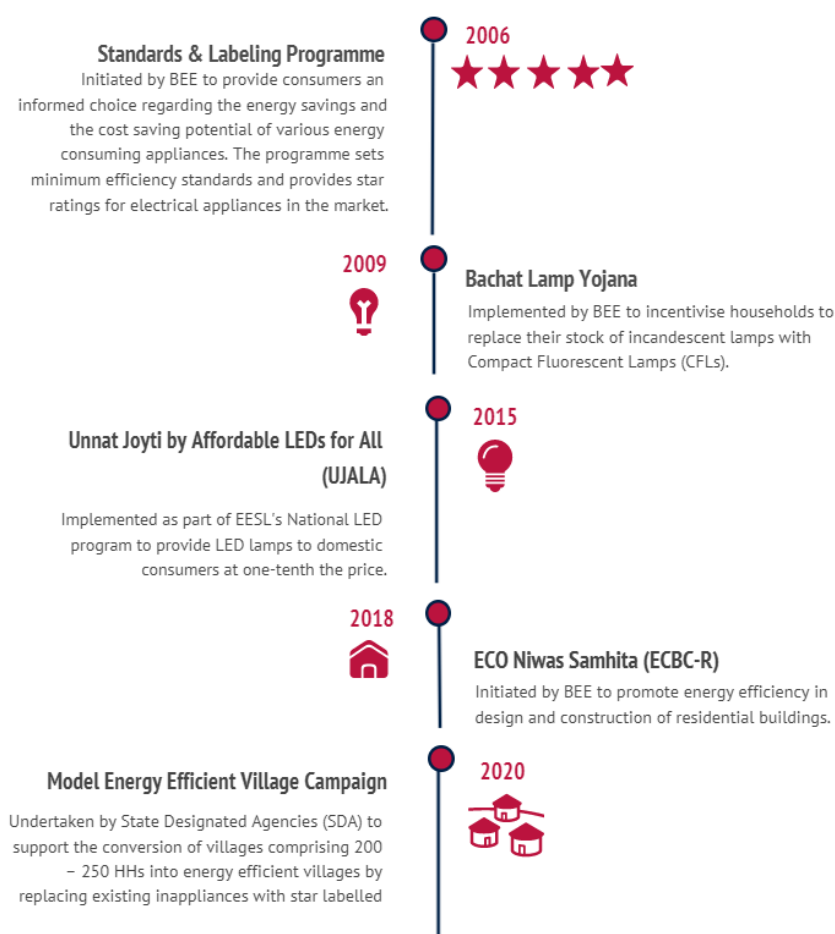 2006
Standards & Labeling Programme
Initiated by BEE to provide consumers an
informed choice regarding the energy savings and
the cost saving potential of various energy
consuming appliances. The programme sets
minimum efficiency standards and provides star
ratings for electrical appliances in the market.
2009
Bachat Lamp Yojana
Implemented by BEE to incentivise households to
replace their stock of incandescent lamps with
Compact Fluorescent Lamps (CFLs).
2015
Unnat Joyti by Affordable LEDs for All
(UJALA)
Implemented as part of EESL's National LED
program to provide LED lamps to domestic
consumers at one-tenth the price.
2018
ECO Niwas Samhita (ECBC-R)
Initiated by BEE to promote energy efficiency in
design and construction of residential buildings.
2020
Model Energy Efficient Village Campaign
Undertaken by State Designated Agencies (SDA) to
support the conversion of villages comprising 200
– 250 HHs into energy efficient villages by
replacing existing inappliances with star labelled